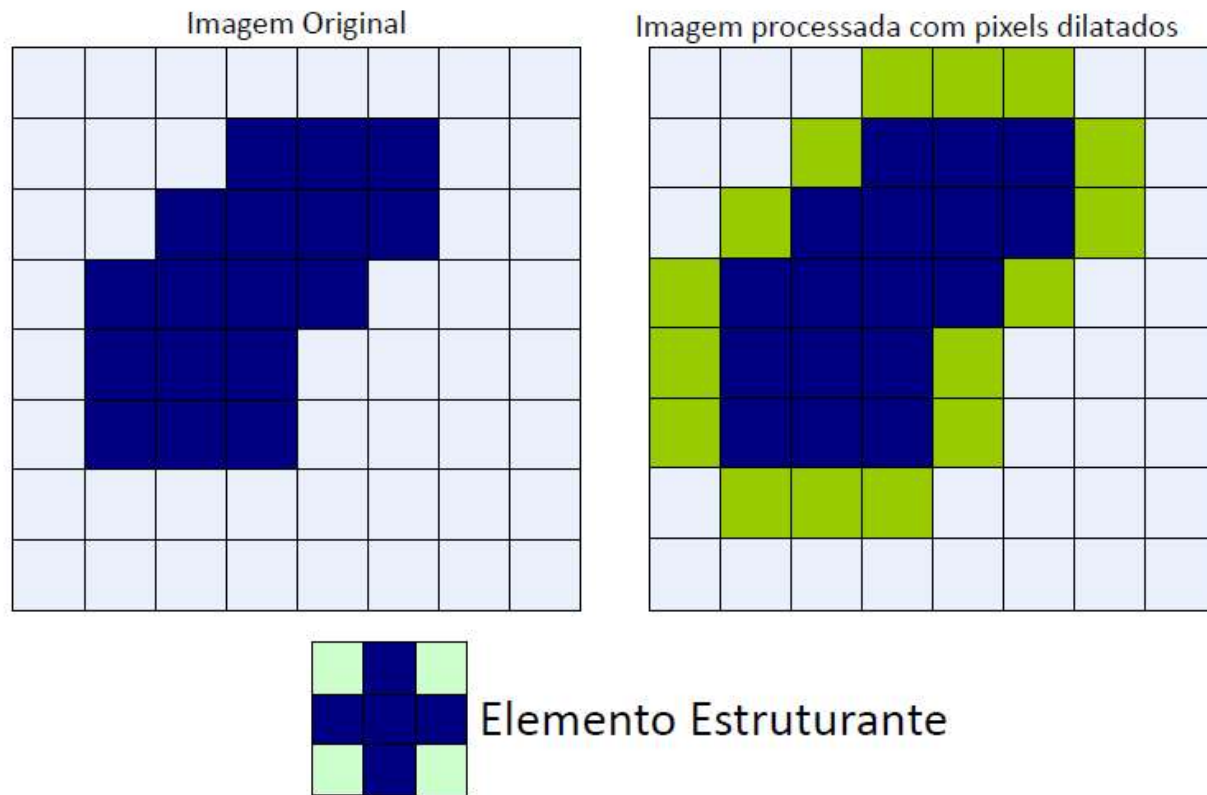 Imagem Original
Imagem processada com pixels dilatados
Elemento Estruturante